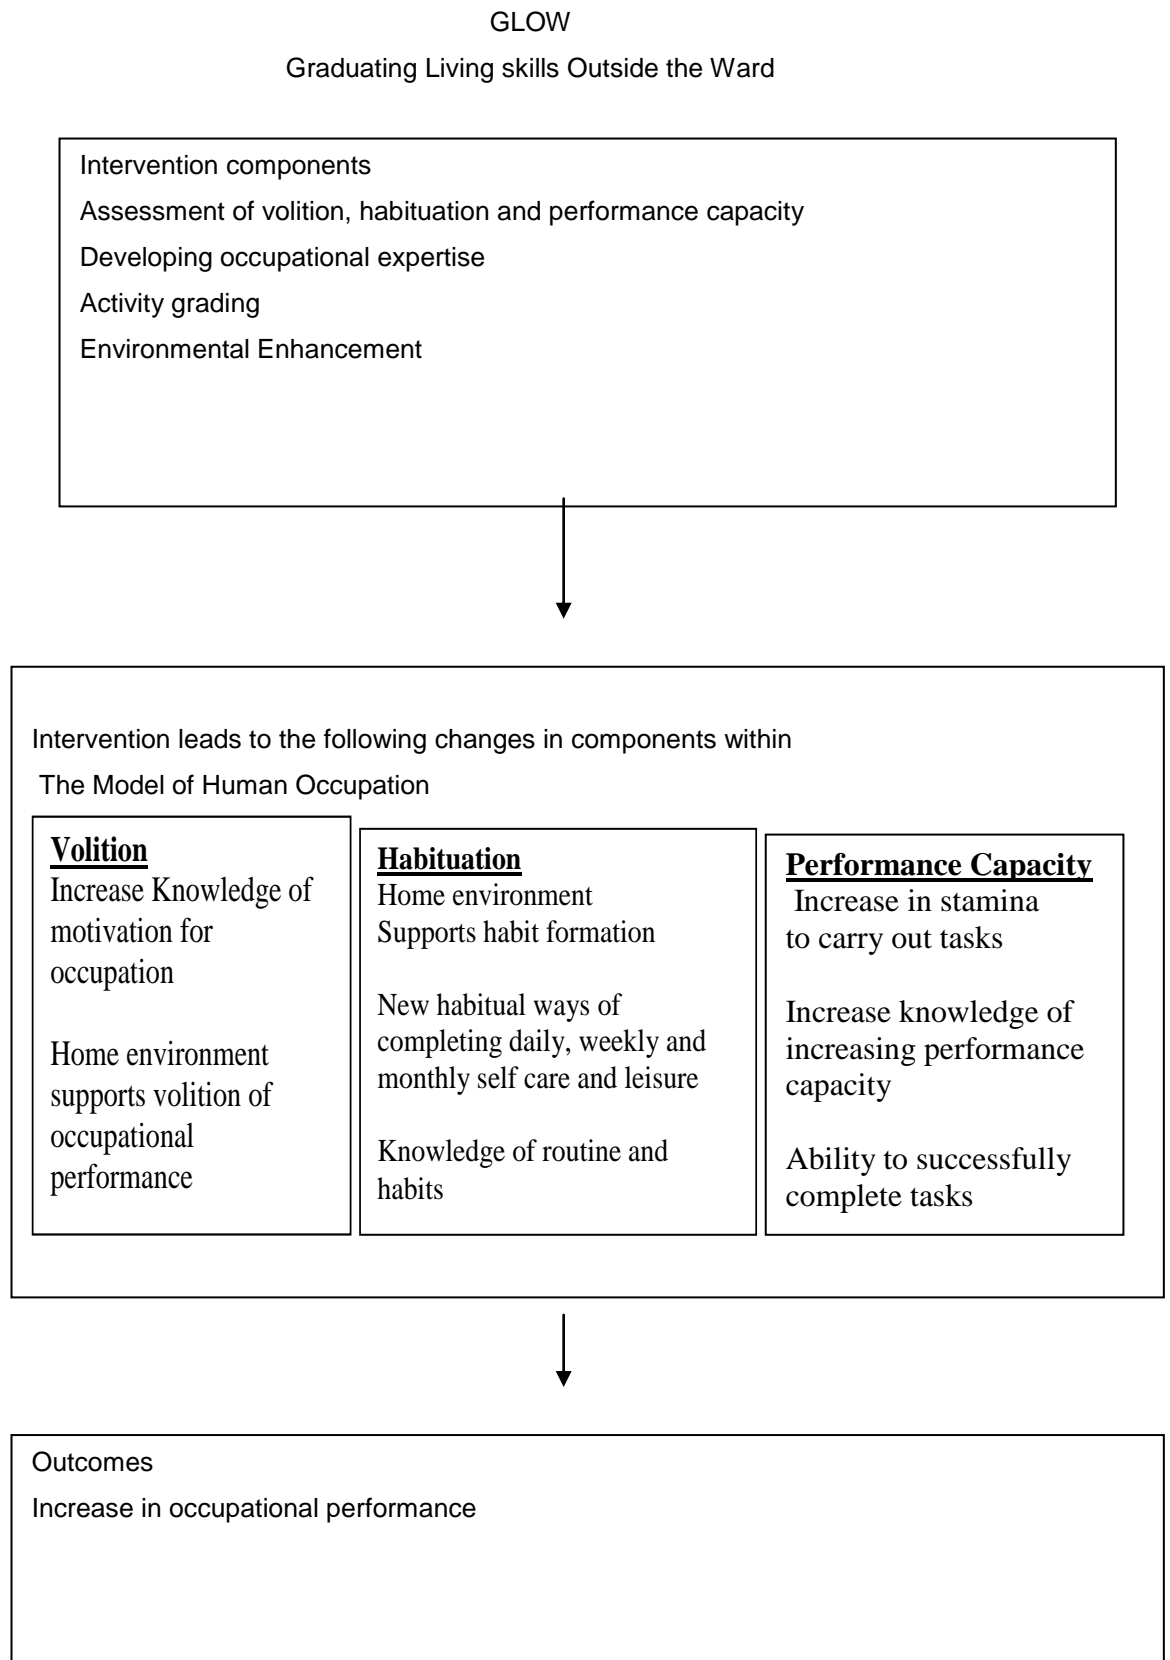 GLOW
Graduating Living skills Outside the Ward
Intervention components
Assessment of volition, habituation and performance capacity
Developing occupational expertise
Activity grading
Environmental Enhancement
Intervention leads to the following changes in components within
The Model of Human Occupation
Volition
Increase Knowledge of
motivation for
occupation
Home environment
supports volition of
occupational
performance
Habituation
Home environment
Supports habit formation
New habitual ways of
completing daily, weekly and
monthly self care and leisure
Knowledge of routine and
habits
Performance Capacity
Increase in stamina
to carry out tasks
Increase knowledge of
increasing performance
capacity
Ability to successfully
complete tasks
Outcomes
Increase in occupational performance